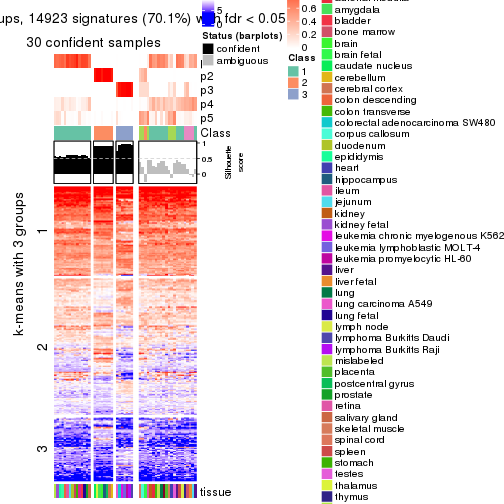 ups, 14923 signatures (70.1%) with fdr < 0.05
30 confident samples
p2
p3
p4
p5
Class
1
0.5
0
Silhouette
score
k-means with 3 groups
1
2
3
tissue
5
0
Status (barplots)
confident
ambiguous
0.6
0.4
0.2
0
Class
1
2
3
amygdala
bladder
bone marrow
brain
brain fetal
caudate nucleus
cerebellum
cerebral cortex
colon descending
colon transverse
colorectal adenocarcinoma SW480
corpus callosum
duodenum
epididymis
heart
hippocampus
ileum
jejunum
kidney
kidney fetal
leukemia chronic myelogenous K562
leukemia lymphoblastic MOLT-4
leukemia promyelocytic HL-60
liver
liver fetal
lung
lung carcinoma A549
lung fetal
lymph node
lymphoma Burkitts Daudi
lymphoma Burkitts Raji
mislabeled
placenta
postcentral gyrus
prostate
retina
salivary gland
skeletal muscle
spinal cord
spleen
stomach
testes
thalamus
thymus